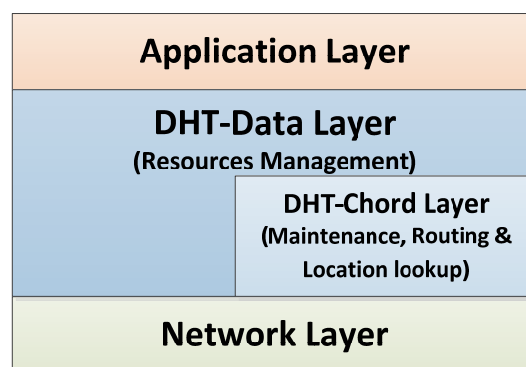 Application Layer
DHT-Data Layer
(Resources Management)
DHT-Chord Layer
(Maintenance, Routing &
Location lookup)
Network Layer